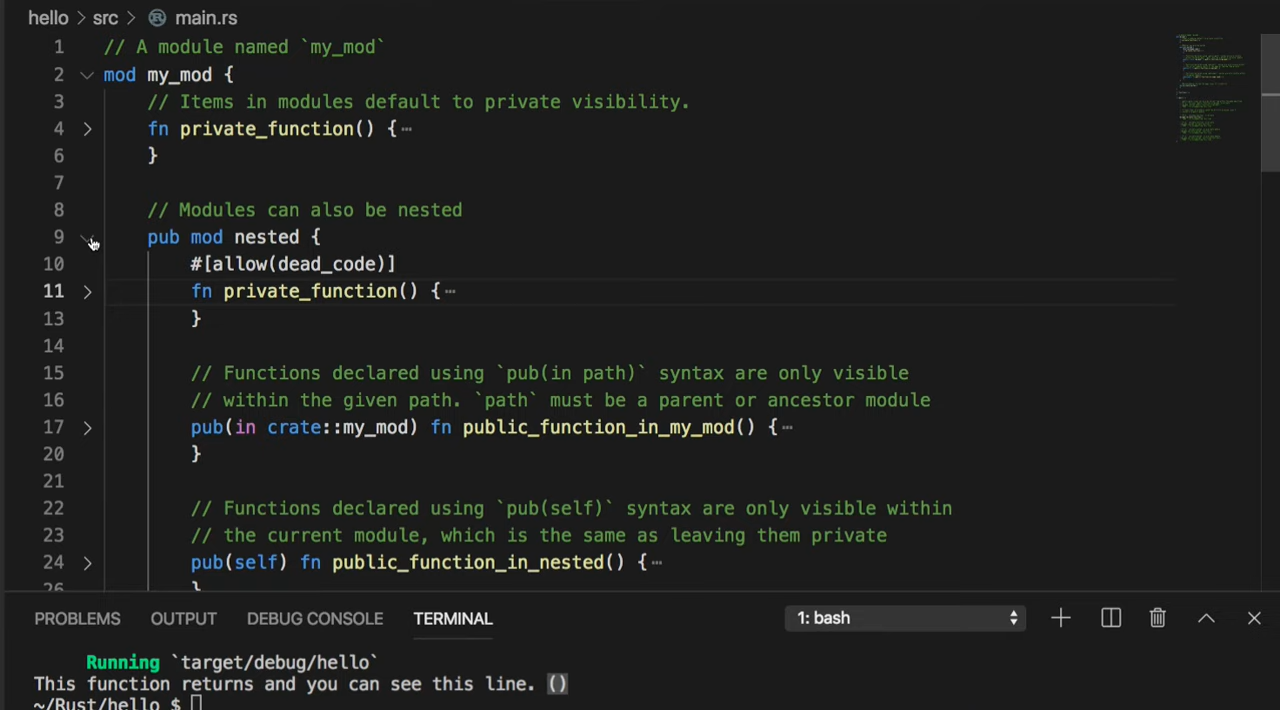 hello > src > main.rs
1 // A module named `my_mod`
2 mod my_mod {
3 // Items in modules default to private visibility.
4 fn private_function() {⋯
6 }
7
8 // Modules can also be nested
9 pub mod nested {
10 #[allow(dead_code)]
11 fn private_function() {⋯
13 }
14
15 // Functions declared using `pub(in path)` syntax are only visible
16 // within the given path. `path` must be a parent or ancestor module
17 pub(in crate::my_mod) fn public_function_in_my_mod() {⋯
20 }
21
22 // Functions declared using `pub(self)` syntax are only visible within
23 // the current module, which is the same as leaving them private
24 pub(self) fn public_function_in_nested() {⋯
26 }
PROBLEMS OUTPUT DEBUG CONSOLE TERMINAL 1: bash
Running `target/debug/hello`
This function returns and you can see this line. ()
~/Rust/hello $